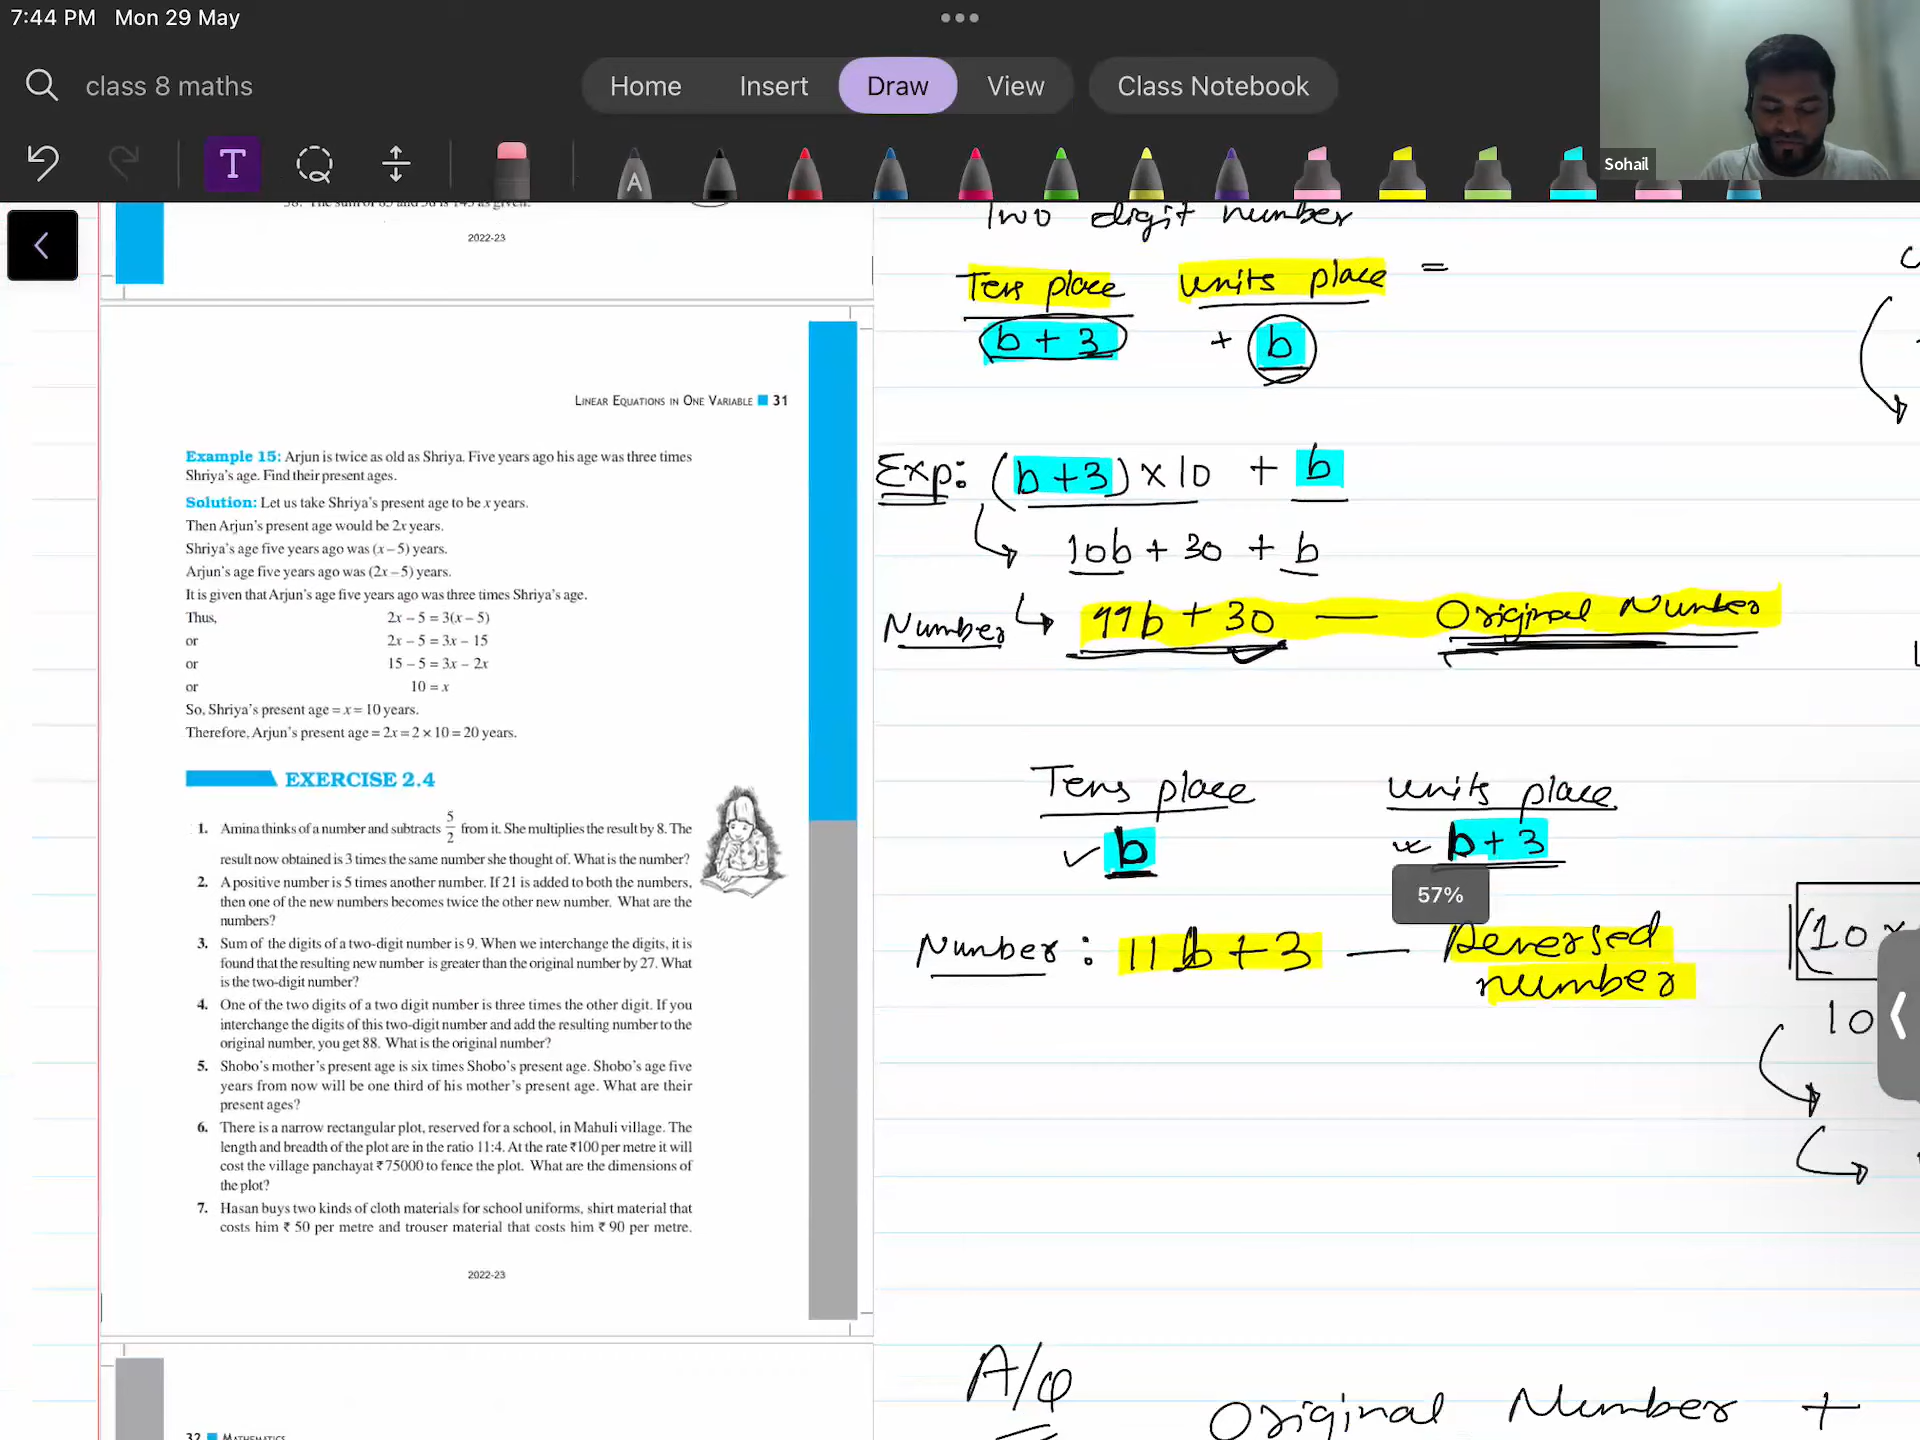 7:44 PM Mon 29 May
class 8 maths
Home Insert Draw View Class Notebook
T
A
Sohail
38. The sum of 85 and 58 is 143 as given.
2022-23
LINEAR EQUATIONS IN ONE VARIABLE 31
Example 15: Arjun is twice as old as Shriya. Five years ago his age was three times
Shriya's age. Find their present ages.
Solution: Let us take Shriya's present age to be x years.
Then Arjun's present age would be 2x years.
Shriya's age five years ago was (x – 5) years.
Arjun's age five years ago was (2x – 5) years.
It is given that Arjun's age five years ago was three times Shriya's age.
Thus, 2x – 5 = 3(x – 5)
or 2x – 5 = 3x – 15
or 15 – 5 = 3x – 2x
or 10 = x
So, Shriya's present age = x = 10 years.
Therefore, Arjun's present age = 2x = 2 × 10 = 20 years.
EXERCISE 2.4
1. Amina thinks of a number and subtracts 5/2 from it. She multiplies the result by 8. The
result now obtained is 3 times the same number she thought of. What is the number?
2. A positive number is 5 times another number. If 21 is added to both the numbers,
then one of the new numbers becomes twice the other new number. What are the
numbers?
3. Sum of the digits of a two-digit number is 9. When we interchange the digits, it is
found that the resulting new number is greater than the original number by 27. What
is the two-digit number?
4. One of the two digits of a two digit number is three times the other digit. If you
interchange the digits of this two-digit number and add the resulting number to the
original number, you get 88. What is the original number?
5. Shobo's mother's present age is six times Shobo's present age. Shobo's age five
years from now will be one third of his mother's present age. What are their
present ages?
6. There is a narrow rectangular plot, reserved for a school, in Mahuli village. The
length and breadth of the plot are in the ratio 11:4. At the rate ₹100 per metre it will
cost the village panchayat ₹75000 to fence the plot. What are the dimensions of
the plot?
7. Hasan buys two kinds of cloth materials for school uniforms, shirt material that
costs him ₹ 50 per metre and trouser material that costs him ₹ 90 per metre.
2022-23
32 MATHEMATICS
Two digit number
Tens place units place =
b + 3 + b
Exp: (b+3) × 10 + b
10b + 30 + b
Number 11b + 30 — Original Number
Tens place units place
b b + 3
57%
Number : 11b + 3 — Reversed
number
(10 ×
10
A/Q
Original Number +